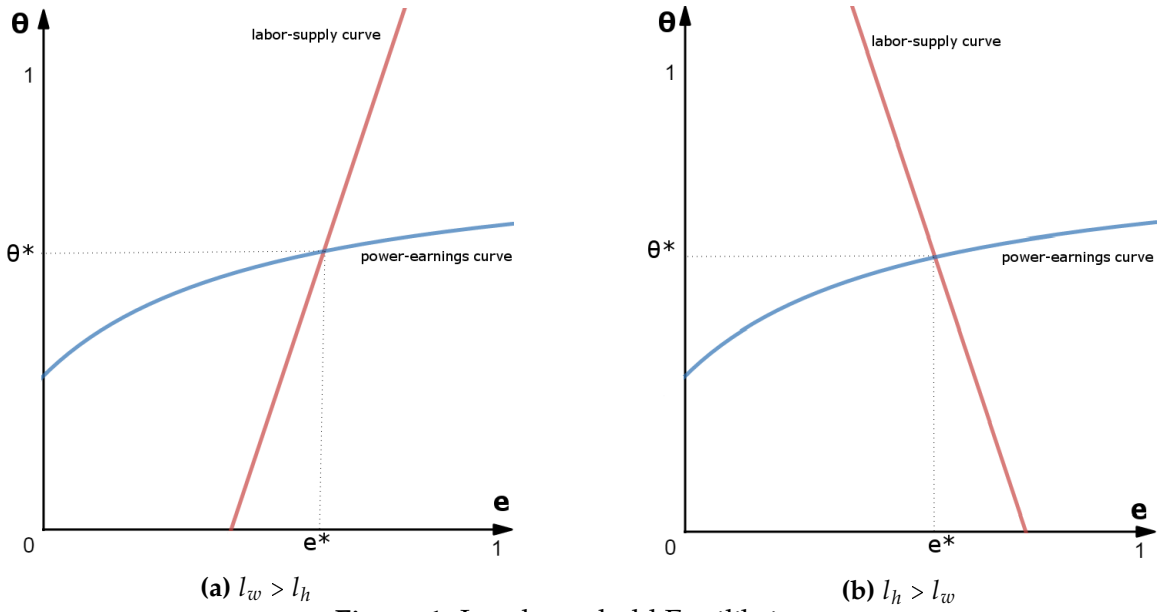 θ
labor-supply curve
1
θ*
power-earnings curve
e
0
e*
1
(a) l_w > l_h
θ
labor-supply curve
1
θ*
power-earnings curve
e
0
e*
1
(b) l_h > l_w